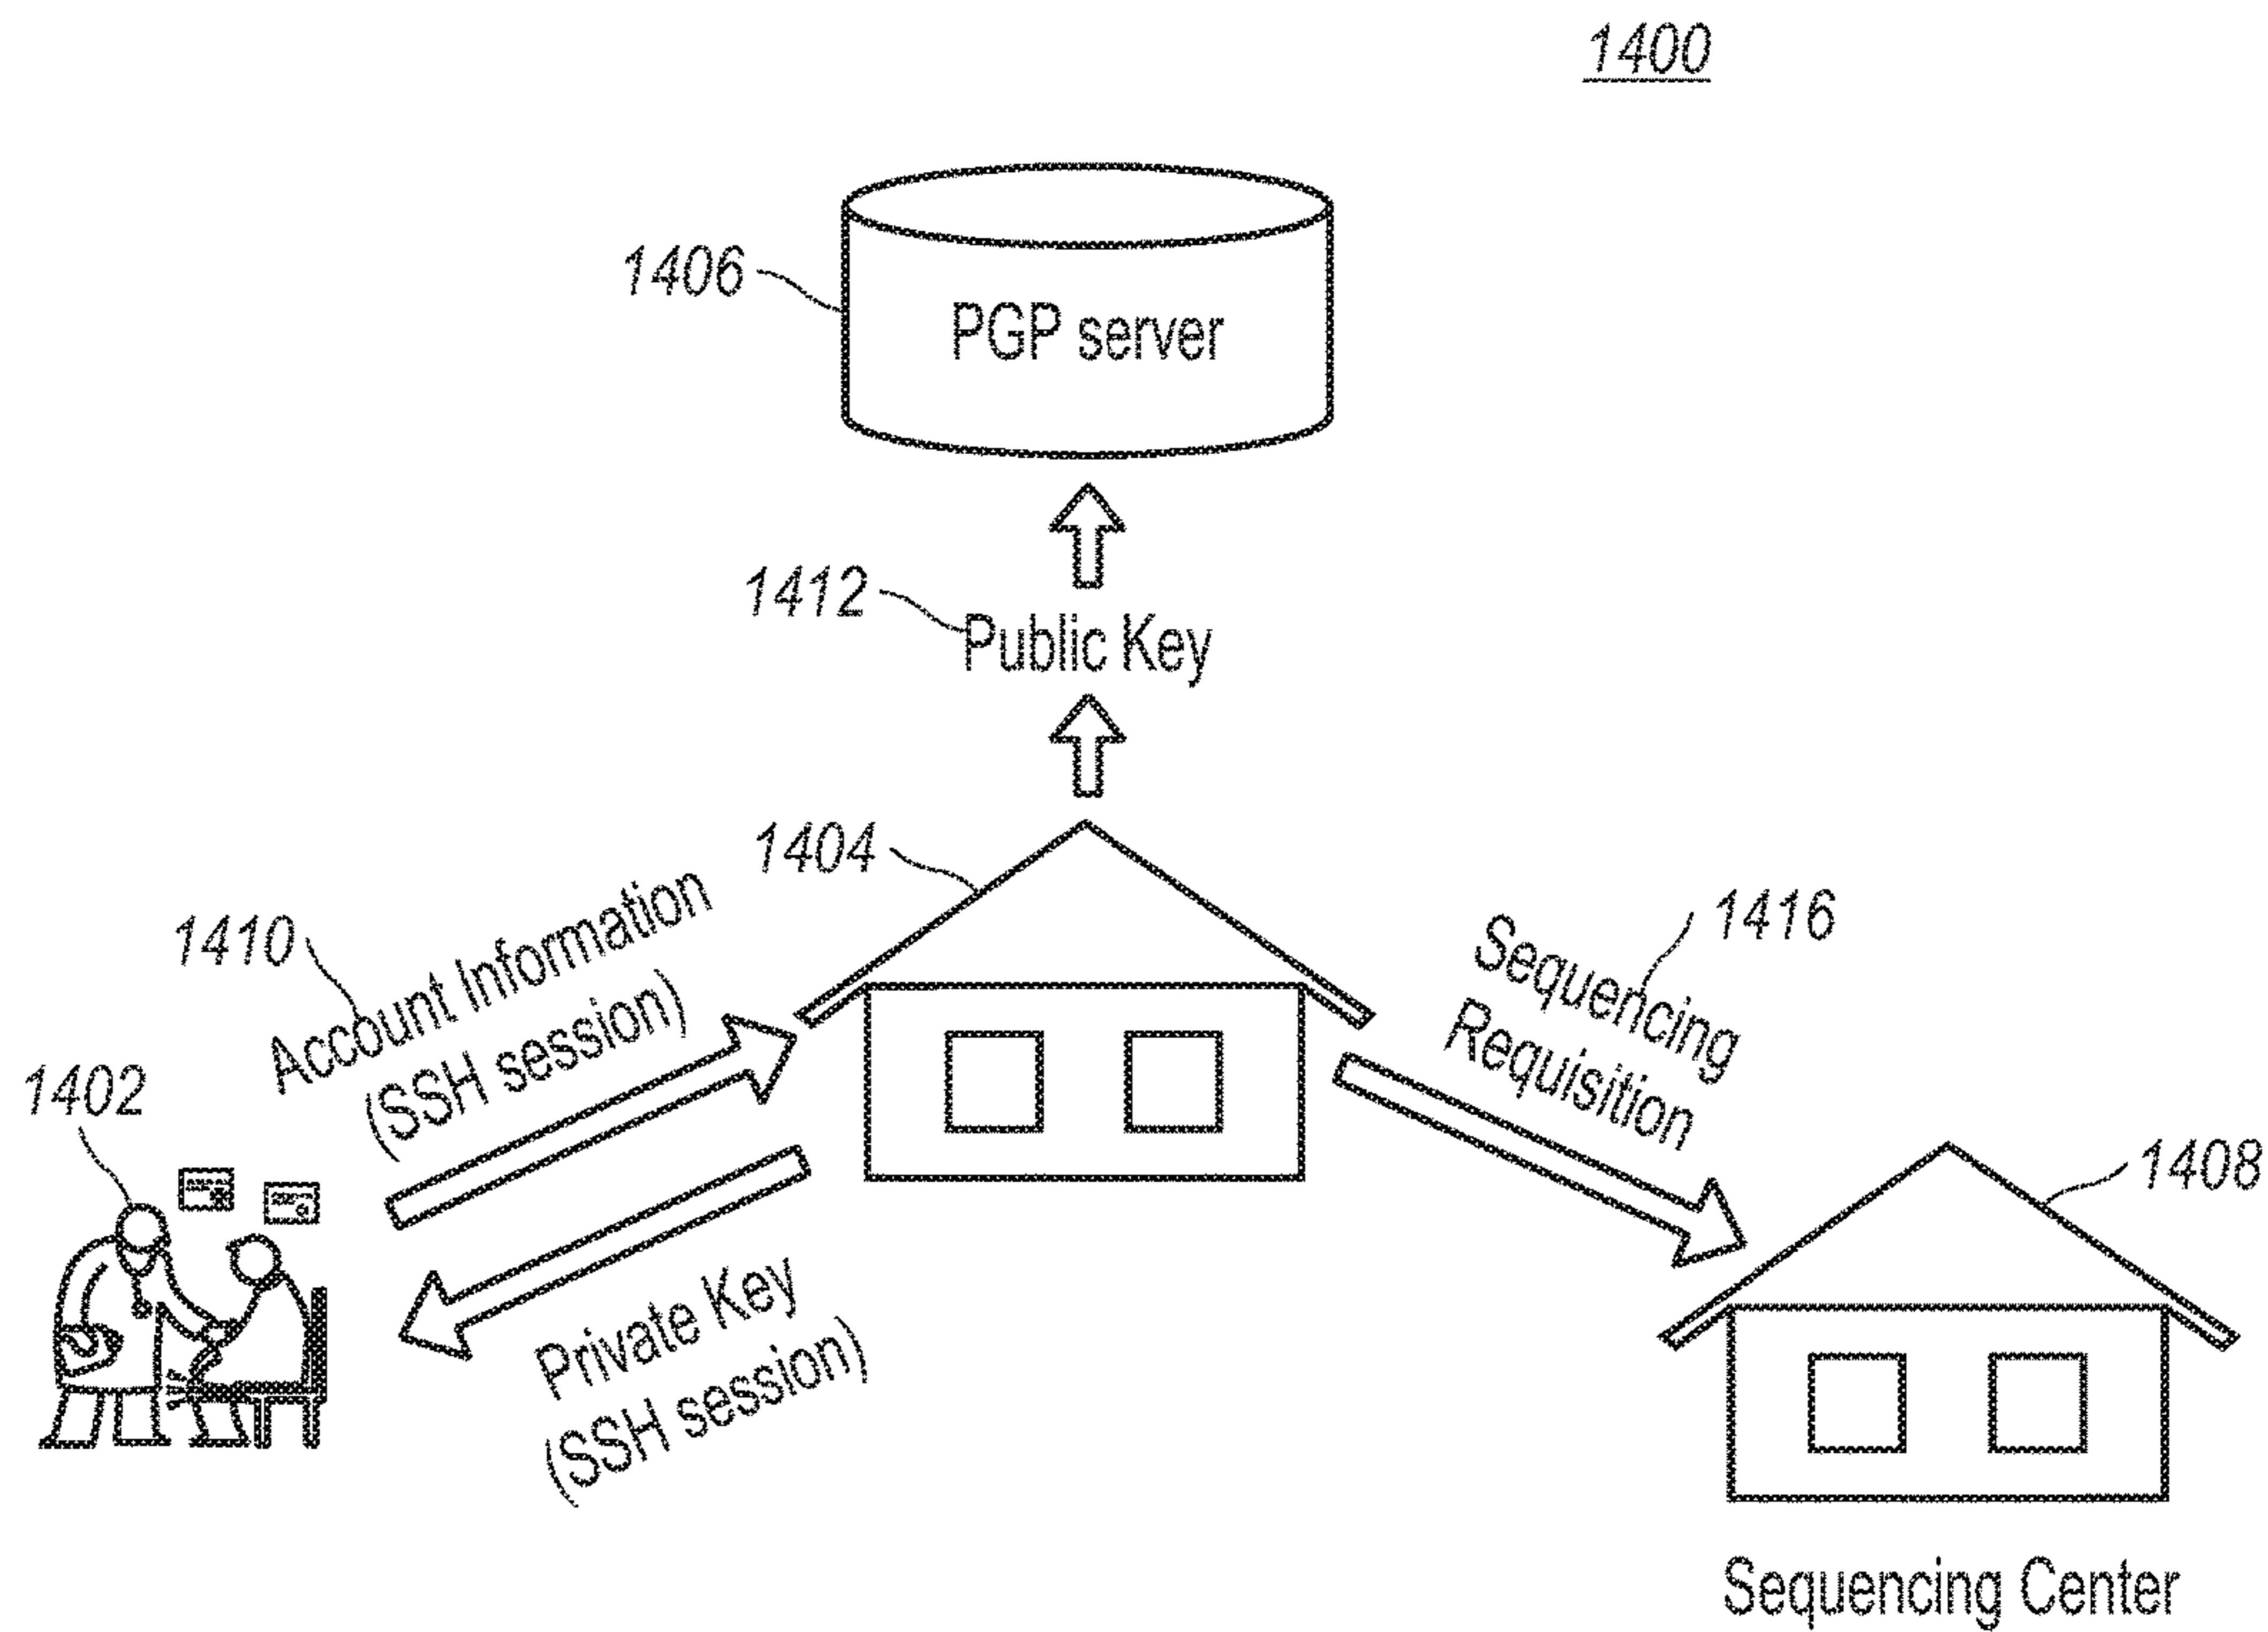 1400
1406
PGP server
1412
Public Key
1404
1410
Account Information
(SSH session)
1416
Sequencing
Requisition
1402
1408
Private Key
(SSH session)
Sequencing Center